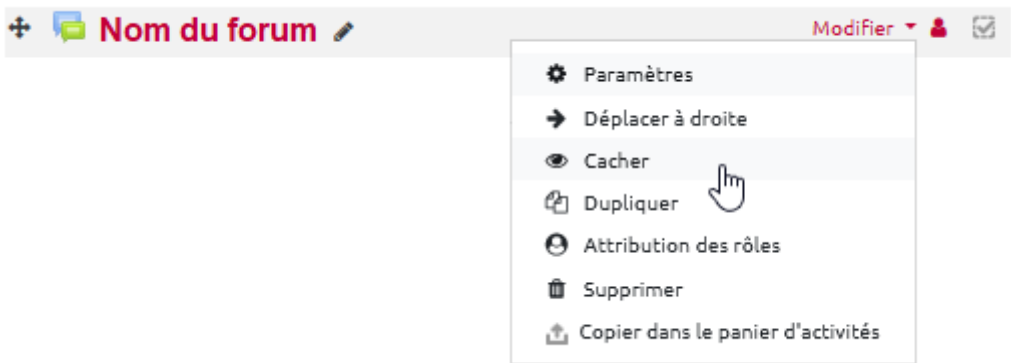 Nom du forum
Modifier
Paramètres
Déplacer à droite
Cacher
Dupliquer
Attribution des rôles
Supprimer
Copier dans le panier d'activités